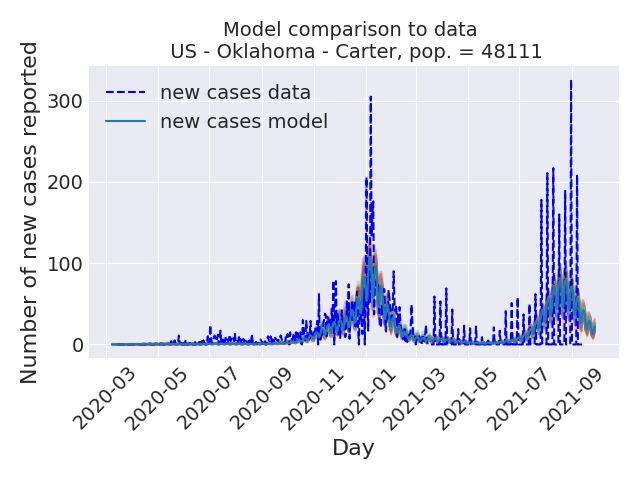 Model comparison to data
US - Oklahoma - Carter, pop. = 48111
Number of new cases reported
300
200
100
0
new cases data
new cases model
2020-03
2020-05
2020-07
2020-09
2020-11
2021-01
2021-03
2021-05
2021-07
2021-09
Day